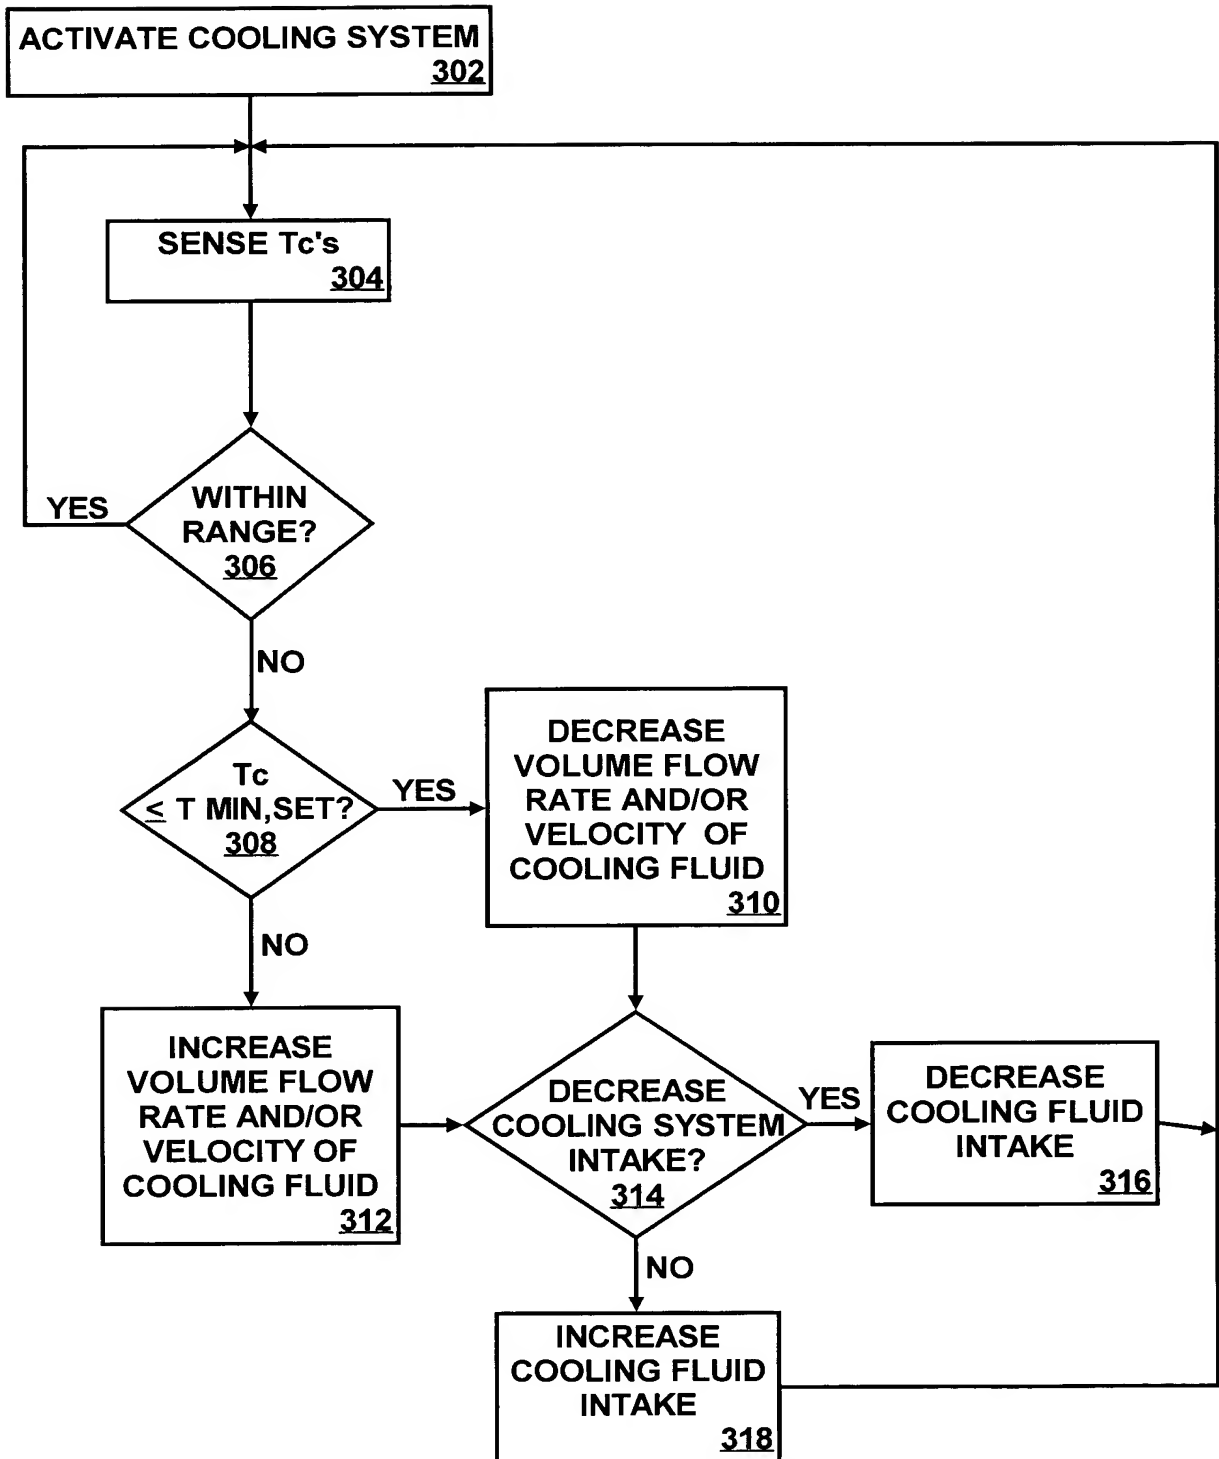 ACTIVATE COOLING SYSTEM
302
SENSE Tc's
304
YES
WITHIN
RANGE?
306
NO
Tc
≤ T MIN,SET?
308
YES
DECREASE
VOLUME FLOW
RATE AND/OR
VELOCITY OF
COOLING FLUID
310
NO
INCREASE
VOLUME FLOW
RATE AND/OR
VELOCITY OF
COOLING FLUID
312
DECREASE
COOLING SYSTEM
INTAKE?
314
YES
DECREASE
COOLING FLUID
INTAKE
316
NO
INCREASE
COOLING FLUID
INTAKE
318